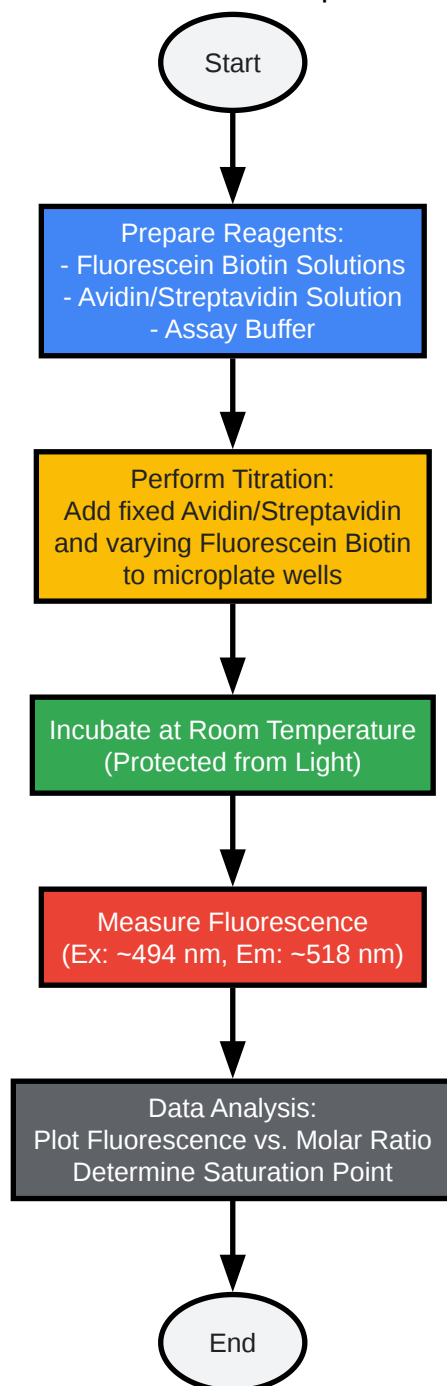 Start
Prepare Reagents:
- Fluorescein Biotin Solutions
- Avidin/Streptavidin Solution
- Assay Buffer
Perform Titration:
Add fixed Avidin/Streptavidin
and varying Fluorescein Biotin
to microplate wells
Incubate at Room Temperature
(Protected from Light)
Measure Fluorescence
(Ex: ~494 nm, Em: ~518 nm)
Data Analysis:
Plot Fluorescence vs. Molar Ratio
Determine Saturation Point
End